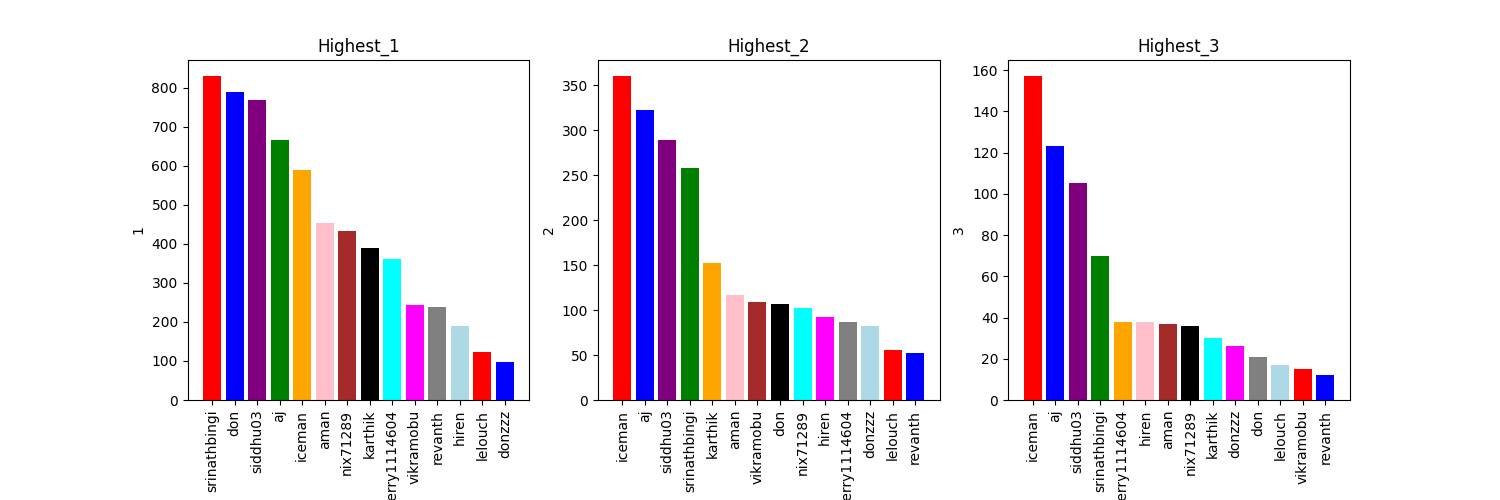 Highest_1
800
700
600
500
400
300
200
100
0
1
srinathbingi
don
siddhu03
aj
iceman
aman
nix71289
karthik
erry1114604
vikramobu
revanth
hiren
lelouch
donzzz
Highest_2
350
300
250
200
150
100
50
0
2
iceman
aj
siddhu03
srinathbingi
karthik
aman
vikramobu
don
nix71289
hiren
erry1114604
donzzz
lelouch
revanth
Highest_3
160
140
120
100
80
60
40
20
0
3
iceman
aj
siddhu03
srinathbingi
erry1114604
hiren
aman
nix71289
karthik
donzzz
don
lelouch
vikramobu
revanth